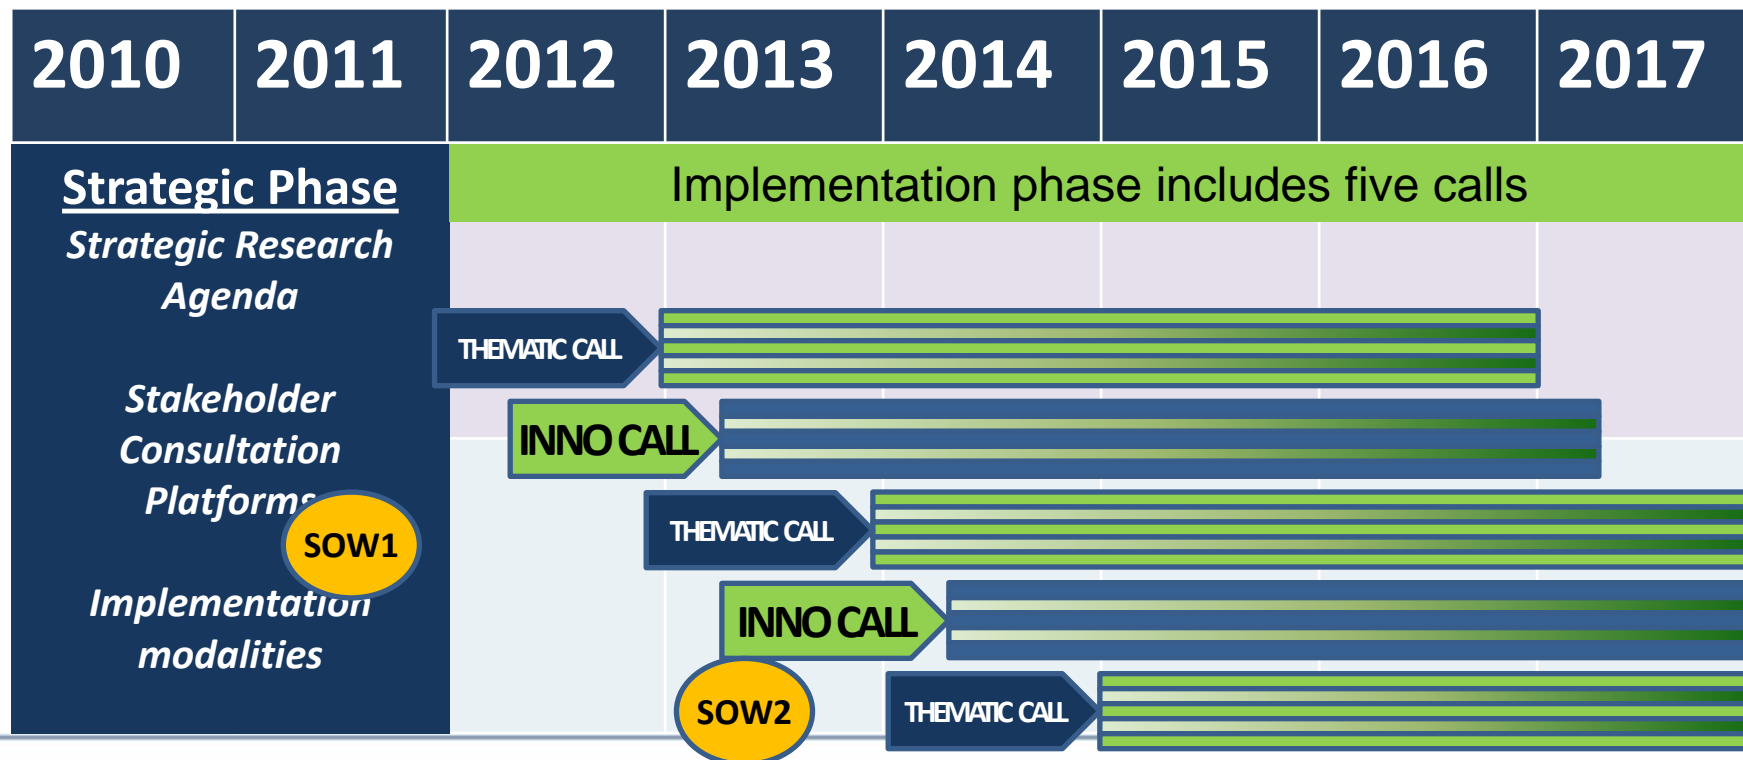 2010 2011 2012 2013 2014 2015 2016 2017
Strategic Phase
Implementation phase includes five calls
Strategic Research
Agenda
THEMATIC CALL
Stakeholder
Consultation
Platforms
INNO CALL
SOW1
THEMATIC CALL
Implementation
modalities
INNO CALL
SOW2
THEMATIC CALL